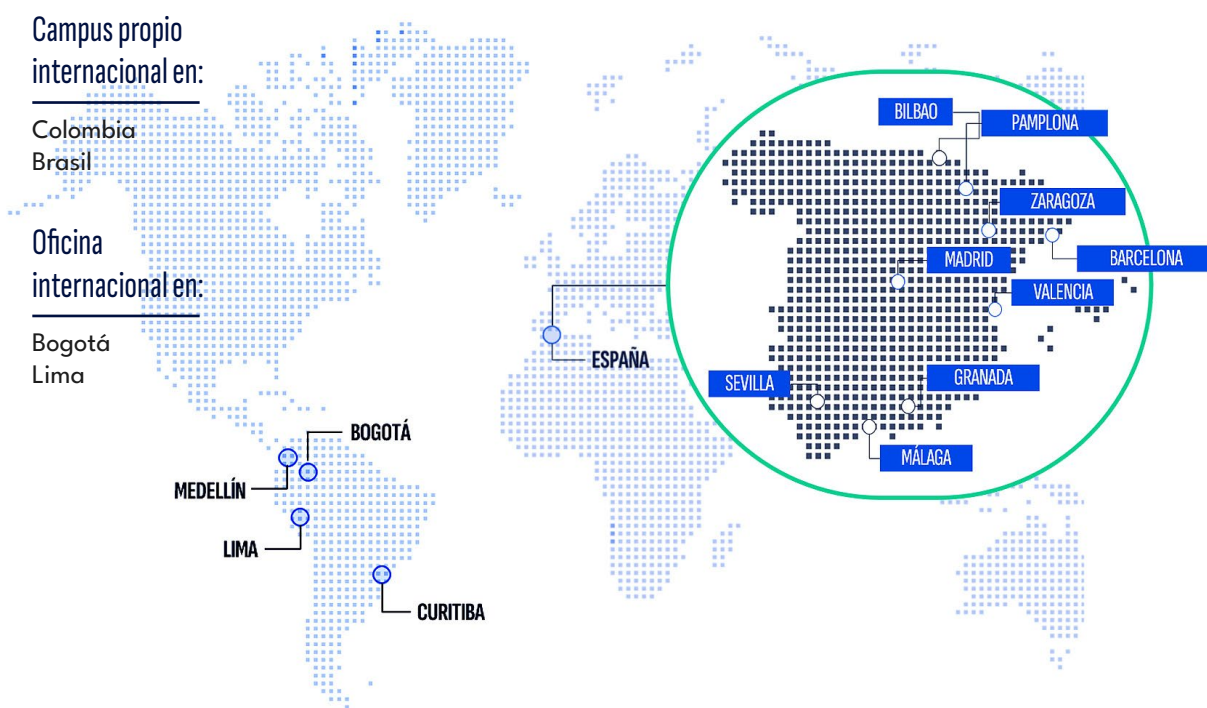 Campus propio
internacional en:
Colombia
Brasil
Oficina
internacional en:
Bogotá
Lima
BOGOTÁ
MEDELLÍN
LIMA
CURITIBA
ESPAÑA
BILBAO
PAMPLONA
ZARAGOZA
MADRID
BARCELONA
VALENCIA
SEVILLA
GRANADA
MÁLAGA